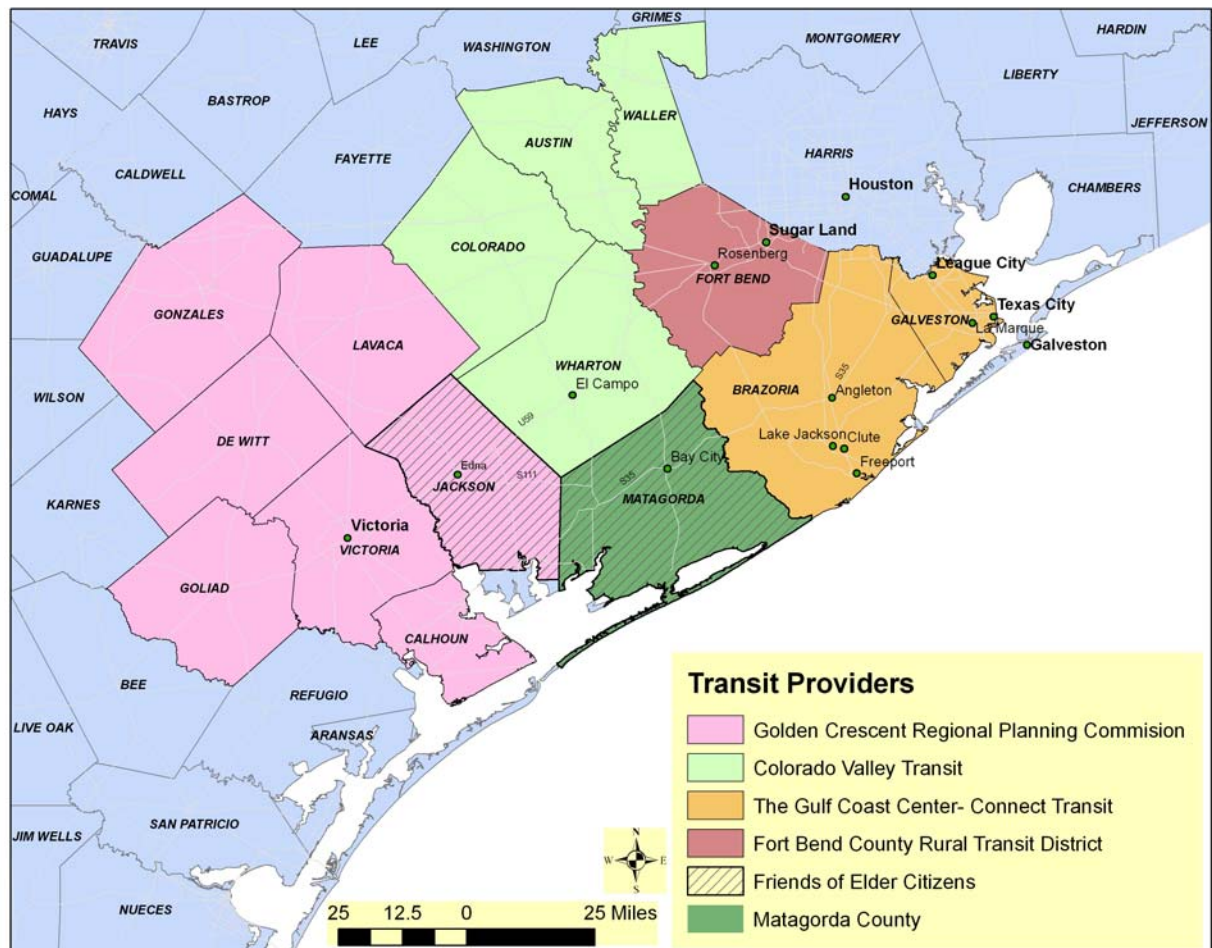 GRIMES
HARDIN
TRAVIS
LEE
WASHINGTON
MONTGOMERY
LIBERTY
BASTROP
HAYS
WALLER
JEFFERSON
AUSTIN
FAYETTE
HARRIS
CALDWELL
CHAMBERS
COMAL
Houston
Sugar Land
COLORADO
Rosenberg
GUADALUPE
FORT BEND
League City
GONZALES
Texas City
GALVESTON
La Marque
LAVACA
Galveston
WHARTON
WILSON
El Campo
BRAZORIA
S35
Angleton
U59
DE WITT
Lake Jackson
Clute
Bay City
Freeport
Edna
S111
S35
JACKSON
KARNES
MATAGORDA
Victoria
VICTORIA
GOLIAD
CALHOUN
BEE
REFUGIO
LIVE OAK
ARANSAS
SAN PATRICIO
JIM WELLS
NUECES
Transit Providers
Golden Crescent Regional Planning Commision
Colorado Valley Transit
The Gulf Coast Center- Connect Transit
Fort Bend County Rural Transit District
Friends of Elder Citizens
Matagorda County
N
W E
S
25 12.5 0 25 Miles